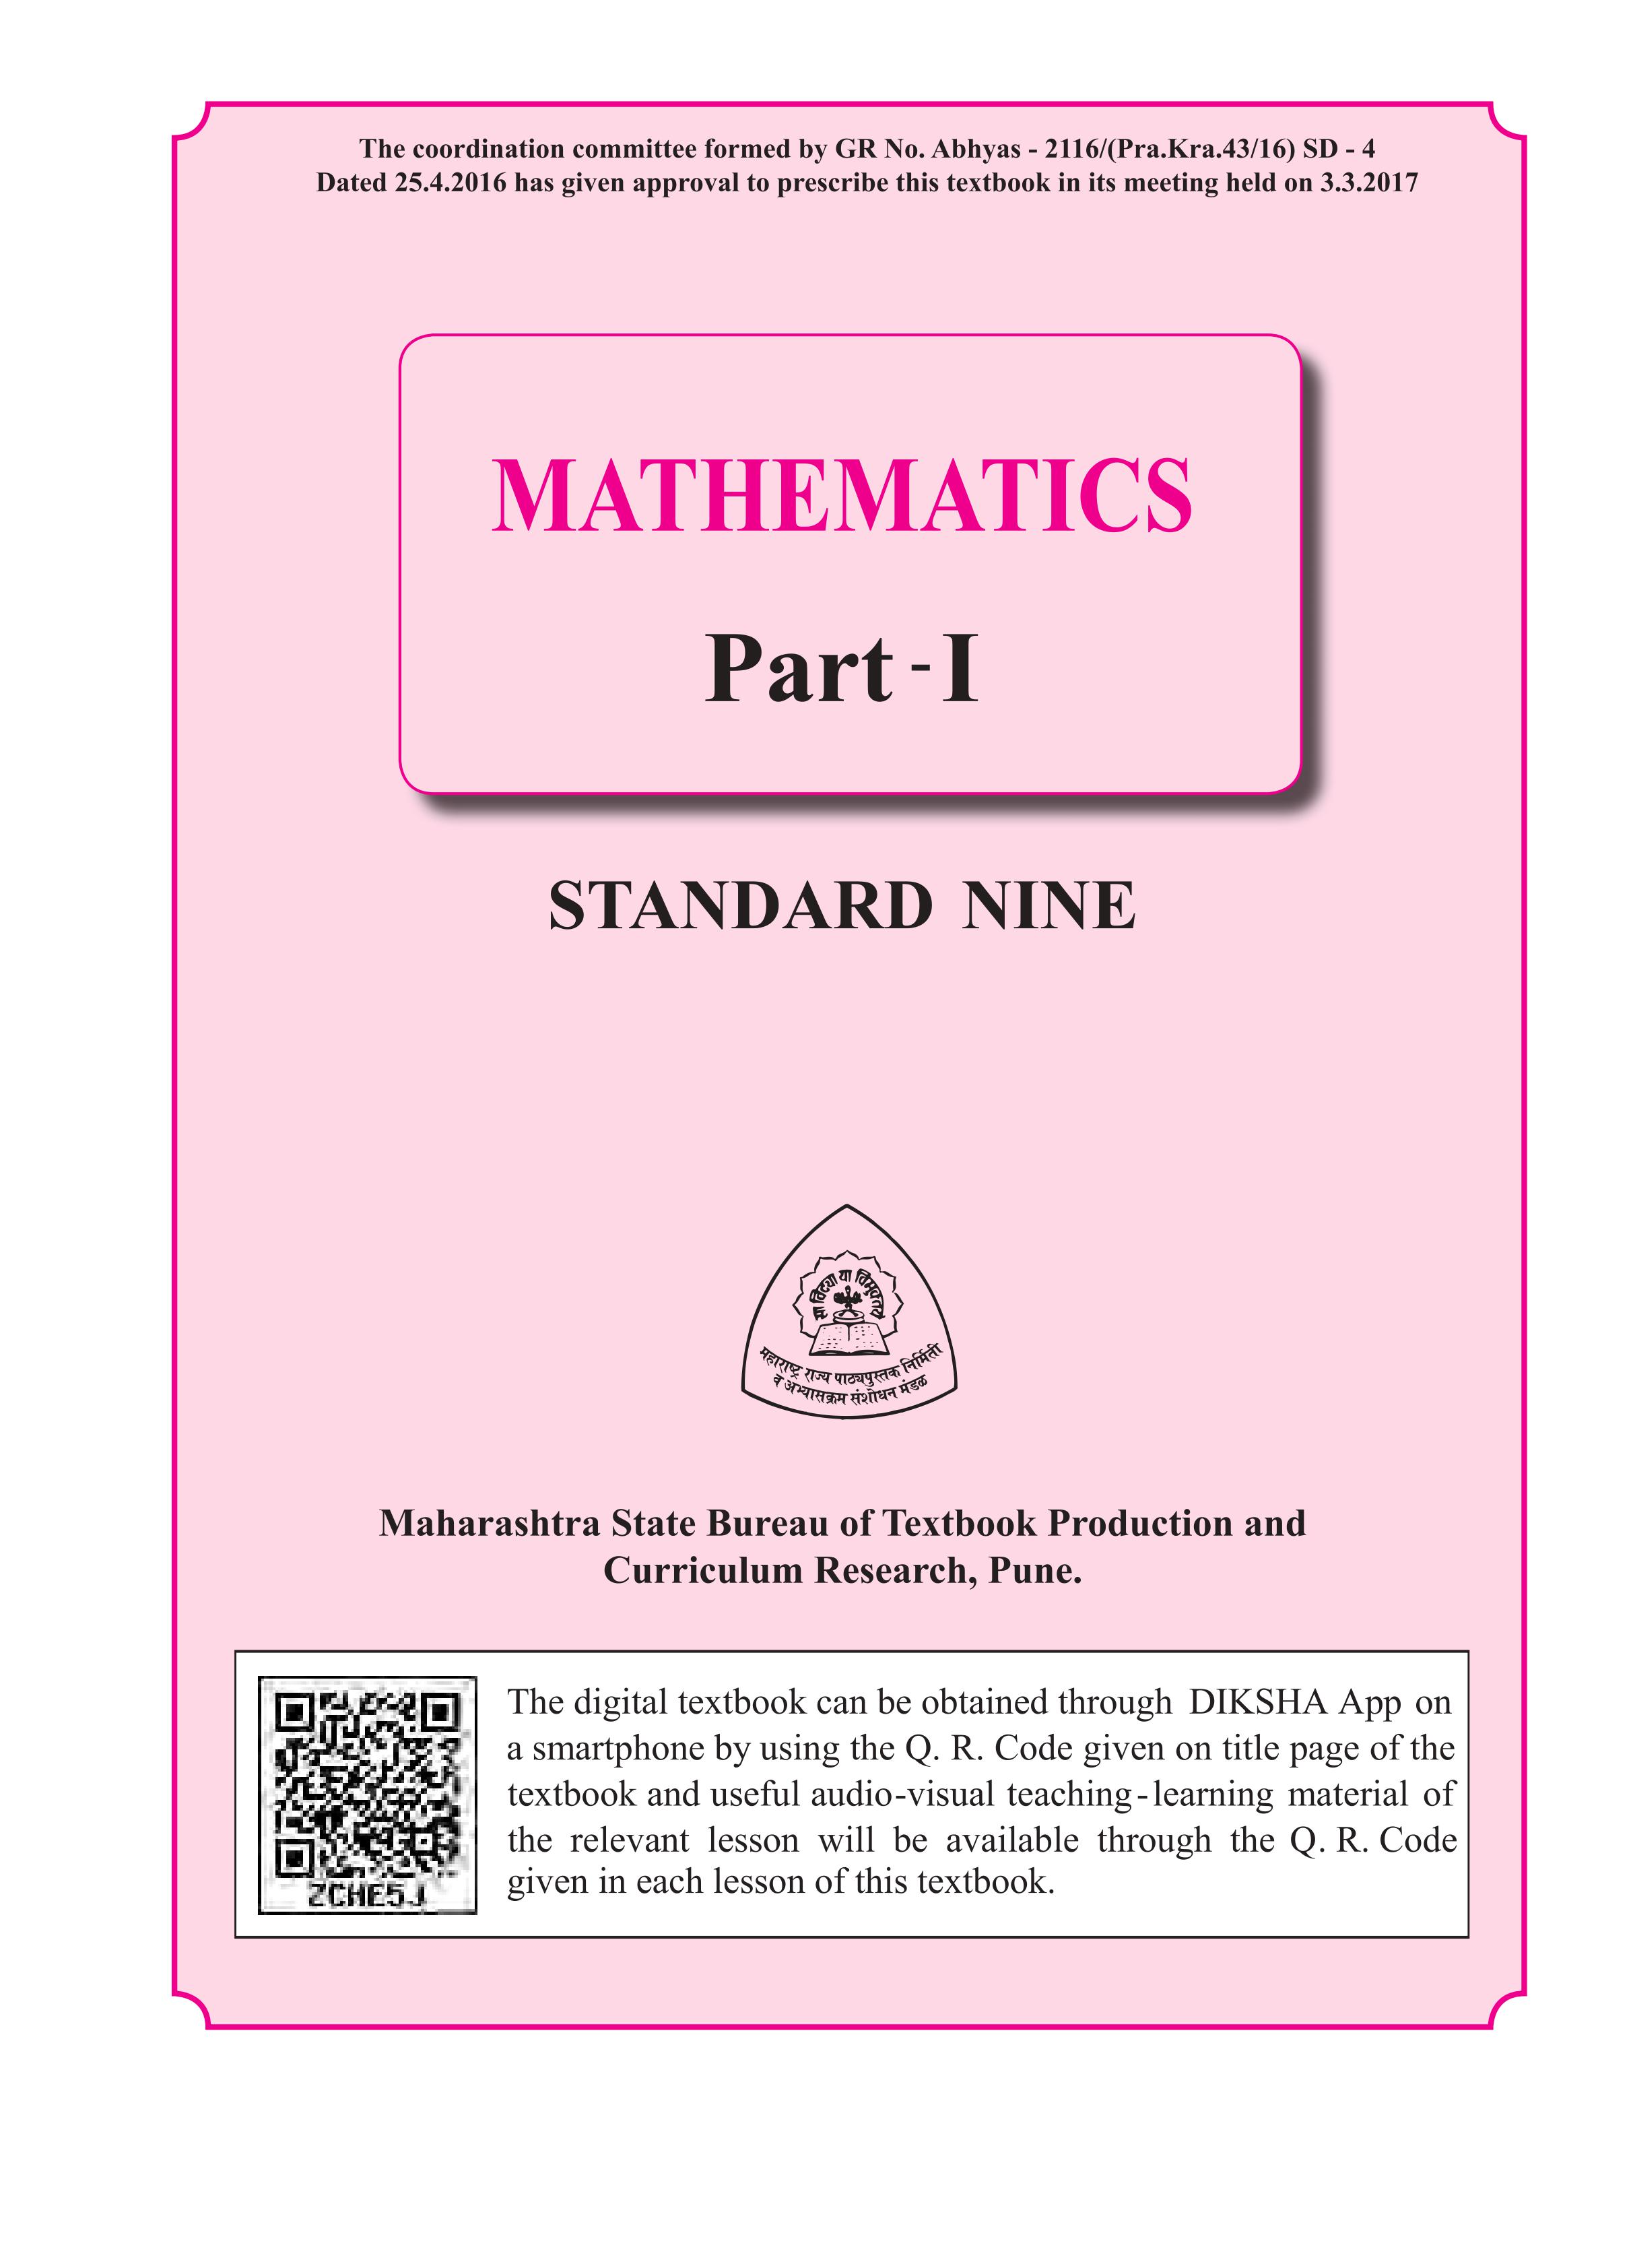 The coordination committee formed by GR No. Abhyas - 2116/(Pra.Kra.43/16) SD - 4
Dated 25.4.2016 has given approval to prescribe this textbook in its meeting held on 3.3.2017
MATHEMATICS
Part - I
STANDARD NINE
सा विद्या या विमुक्तये
महाराष्ट्र राज्य पाठ्यपुस्तक निर्मिती
व अभ्यासक्रम संशोधन मंडळ
Maharashtra State Bureau of Textbook Production and
Curriculum Research, Pune.
The digital textbook can be obtained through DIKSHA App on
a smartphone by using the Q. R. Code given on title page of the
textbook and useful audio-visual teaching-learning material of
the relevant lesson will be available through the Q. R. Code
given in each lesson of this textbook.
ZCHE5J